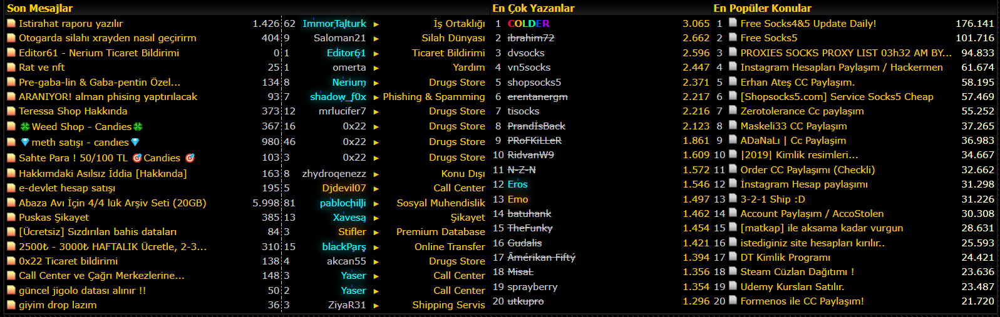 Son Mesajlar En Çok Yazanlar En Popüler Konular
Istirahat raporu yazılır 1.426 62 ImmorTalturk ► İş Ortaklığı 1 COLDER 3.065 1 Free Socks4&5 Update Daily! 176.141
Otogarda silahı xrayden nasıl geçirirm 404 9 Saloman21 ► Silah Dünyası 2 ibrahim72 2.662 2 Free Socks5 101.716
Editor61 - Nerium Ticaret Bildirimi 0 1 Editor61 ► Ticaret Bildirimi 3 dvsocks 2.596 3 PROXIES SOCKS PROXY LIST 03h32 AM BY... 94.833
Rat ve nft 25 1 omerta ► Yardım 4 vn5socks 2.447 4 Instagram Hesapları Paylaşım / Hackermen 61.674
Pre-gaba-lin & Gaba-pentin Özel... 134 8 Nerium ► Drugs Store 5 shopsocks5 2.371 5 Erhan Ateş CC Paylaşım. 58.195
ARANIYOR! alman phising yaptırılacak 93 7 shadow_f0x ► Phishing & Spamming 6 erentanergm 2.217 6 [Shopsocks5.com] Service Socks5 Cheap 57.469
Teressa Shop Hakkında 373 12 mrlucifer7 ► Drugs Store 7 tisocks 2.216 7 Zerotolerance Cc paylaşım 55.252
🍀Weed Shop - Candies🍀 367 16 0x22 ► Drugs Store 8 PrandİsBack 2.123 8 Maskeli33 CC Paylaşım 37.265
💎meth satışı - candıes💎 980 46 0x22 ► Drugs Store 9 PRoFKiLLeR 1.861 9 ADaNaLı | Cc Paylaşim 36.983
Sahte Para ! 50/100 TL 🎯Candies 🎯 103 3 0x22 ► Drugs Store 10 RidvanW9 1.609 10 |2019| Kimlik resimleri... 34.667
Hakkımdaki Asılsız İddia [Hakkında] 163 8 zhydroqenezz ► Konu Dışı 11 N-Z-N 1.572 11 Order CC Paylaşımı (Checkli) 32.662
e-devlet hesap satışı 195 5 Djdevil07 ► Call Center 12 Eros 1.546 12 İnstagram Hesap paylaşımı 31.298
Abaza Avı İçin 4/4 lük Arşiv Seti (20GB) 5.998 81 pablochilli ► Sosyal Muhendislik 13 Emo 1.497 13 3-2-1 Ship :D 31.226
Puskas Şikayet 385 13 Xavesa ► Şikayet 14 batuhank 1.462 14 Account Paylaşım / AccoStolen 30.308
[Ücretsiz] Sızdırılan bahis dataları 84 3 Stifler ► Premium Database 15 TheFunky 1.454 15 [matkap] ile aksama kadar vurgun 28.631
2500₺ - 3000₺ HAFTALIK Ücretle, 2-3... 310 15 blackPars ► Online Transfer 16 Gudalis 1.421 16 istediginiz site hesapları kırılır.. 25.593
0x22 Ticaret bildirimi 138 4 akcan55 ► Drugs Store 17 Âmérikan Fiftý 1.394 17 DT Kimlik Programı 24.421
Call Center ve Çağrı Merkezlerine... 148 3 Yaser ► Call Center 18 MisaL 1.356 18 Steam Cüzlan Dağıtımı ! 23.636
güncel jigolo datası alınır !! 50 2 Yaser ► Call Center 19 sprayberry 1.354 19 Udemy Kursları Satılır. 23.487
giyim drop lazım 36 3 ZiyaR31 ► Shipping Servis 20 utkupro 1.296 20 Formenos ile CC Paylaşım! 21.720